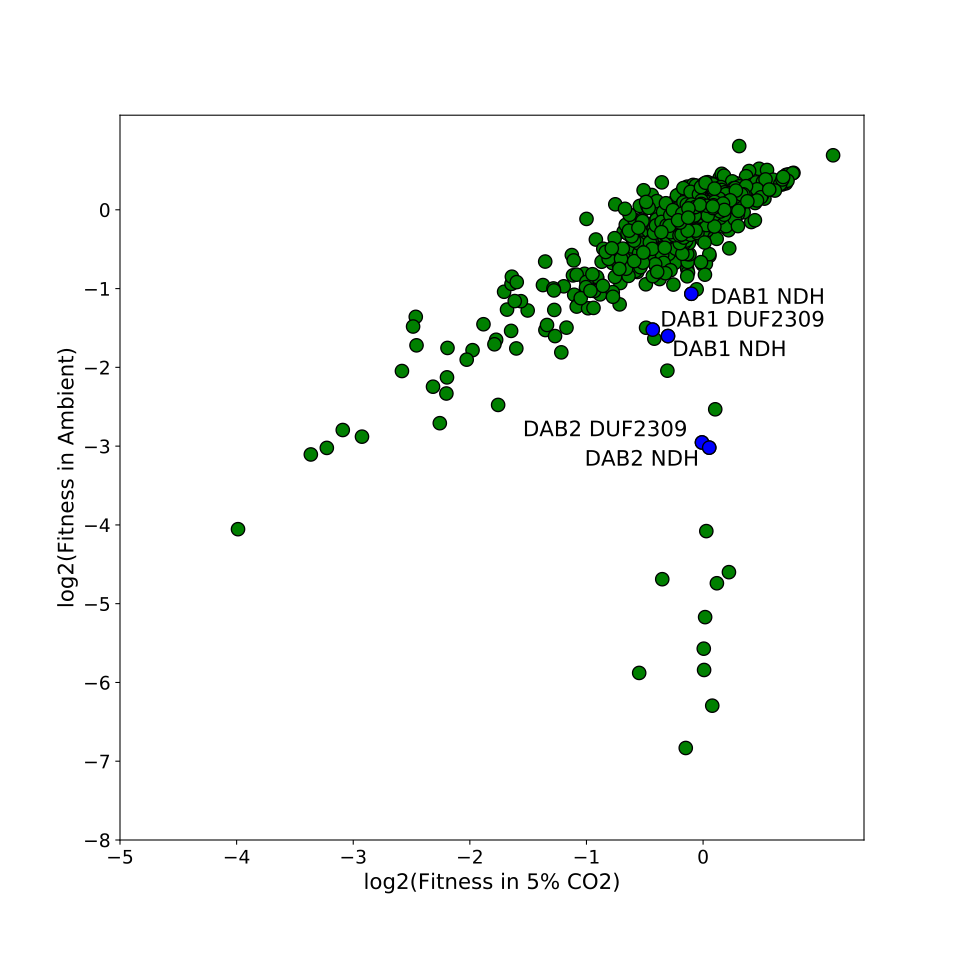 0
−1
−2
−3
−4
−5
−6
−7
−8
log2(Fitness in Ambient)
DAB1 NDH
DAB1 DUF2309
DAB1 NDH
DAB2 DUF2309
DAB2 NDH
−5 −4 −3 −2 −1 0
log2(Fitness in 5% CO2)